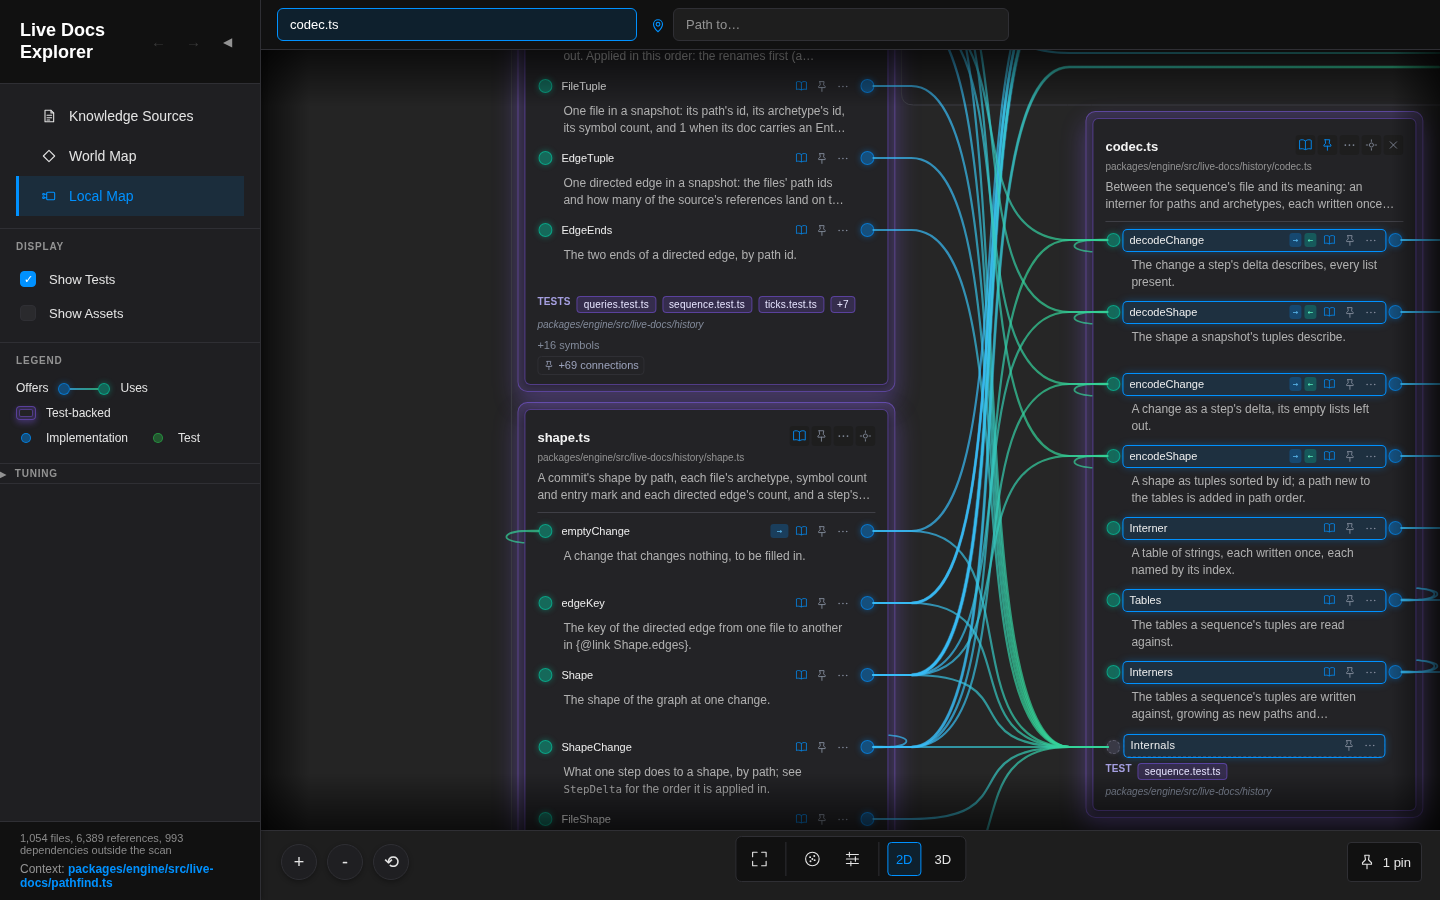 Live Docs
Explorer
← → ◀
Knowledge Sources
World Map
Local Map
DISPLAY
✓ Show Tests
Show Assets
LEGEND
Offers Uses
Test-backed
Implementation Test
▶ TUNING
1,054 files, 6,389 references, 993
dependencies outside the scan
Context: packages/engine/src/live-
docs/pathfind.ts
codec.ts
Path to…
out. Applied in this order: the renames first (a…
FileTuple
One file in a snapshot: its path's id, its archetype's id,
its symbol count, and 1 when its doc carries an Ent…
EdgeTuple
One directed edge in a snapshot: the files' path ids
and how many of the source's references land on t…
EdgeEnds
The two ends of a directed edge, by path id.
TESTS queries.test.ts sequence.test.ts ticks.test.ts +7
packages/engine/src/live-docs/history
+16 symbols
+69 connections
shape.ts
packages/engine/src/live-docs/history/shape.ts
A commit's shape by path, each file's archetype, symbol count
and entry mark and each directed edge's count, and a step's…
emptyChange →
A change that changes nothing, to be filled in.
edgeKey
The key of the directed edge from one file to another
in {@link Shape.edges}.
Shape
The shape of the graph at one change.
ShapeChange
What one step does to a shape, by path; see
StepDelta for the order it is applied in.
FileShape
codec.ts
packages/engine/src/live-docs/history/codec.ts
Between the sequence's file and its meaning: an
interner for paths and archetypes, each written once…
decodeChange → ←
The change a step's delta describes, every list
present.
decodeShape → ←
The shape a snapshot's tuples describe.
encodeChange → ←
A change as a step's delta, its empty lists left
out.
encodeShape → ←
A shape as tuples sorted by id; a path new to
the tables is added in path order.
Interner
A table of strings, each written once, each
named by its index.
Tables
The tables a sequence's tuples are read
against.
Interners
The tables a sequence's tuples are written
against, growing as new paths and…
Internals
TEST sequence.test.ts
packages/engine/src/live-docs/history
+ - ⟲
2D 3D
1 pin